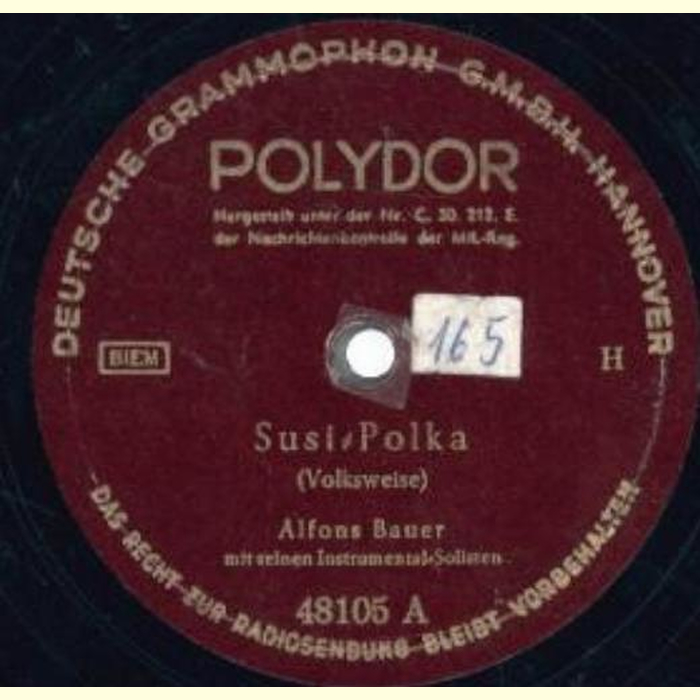 DEUTSCHE GRAMMOPHON G.M.B.H. HANNOVER
POLYDOR
Hergestellt unter der Nr. C. 30. 212. E.
der Nachrichtenkontrolle der Mil.-Reg.
165
BIEM
H
Susi-Polka
(Volksweise)
Alfons Bauer
mit seinen Instrumental-Solisten
48105 A
DAS RECHT ZUR RADIOSENDUNG BLEIBT VORBEHALTEN